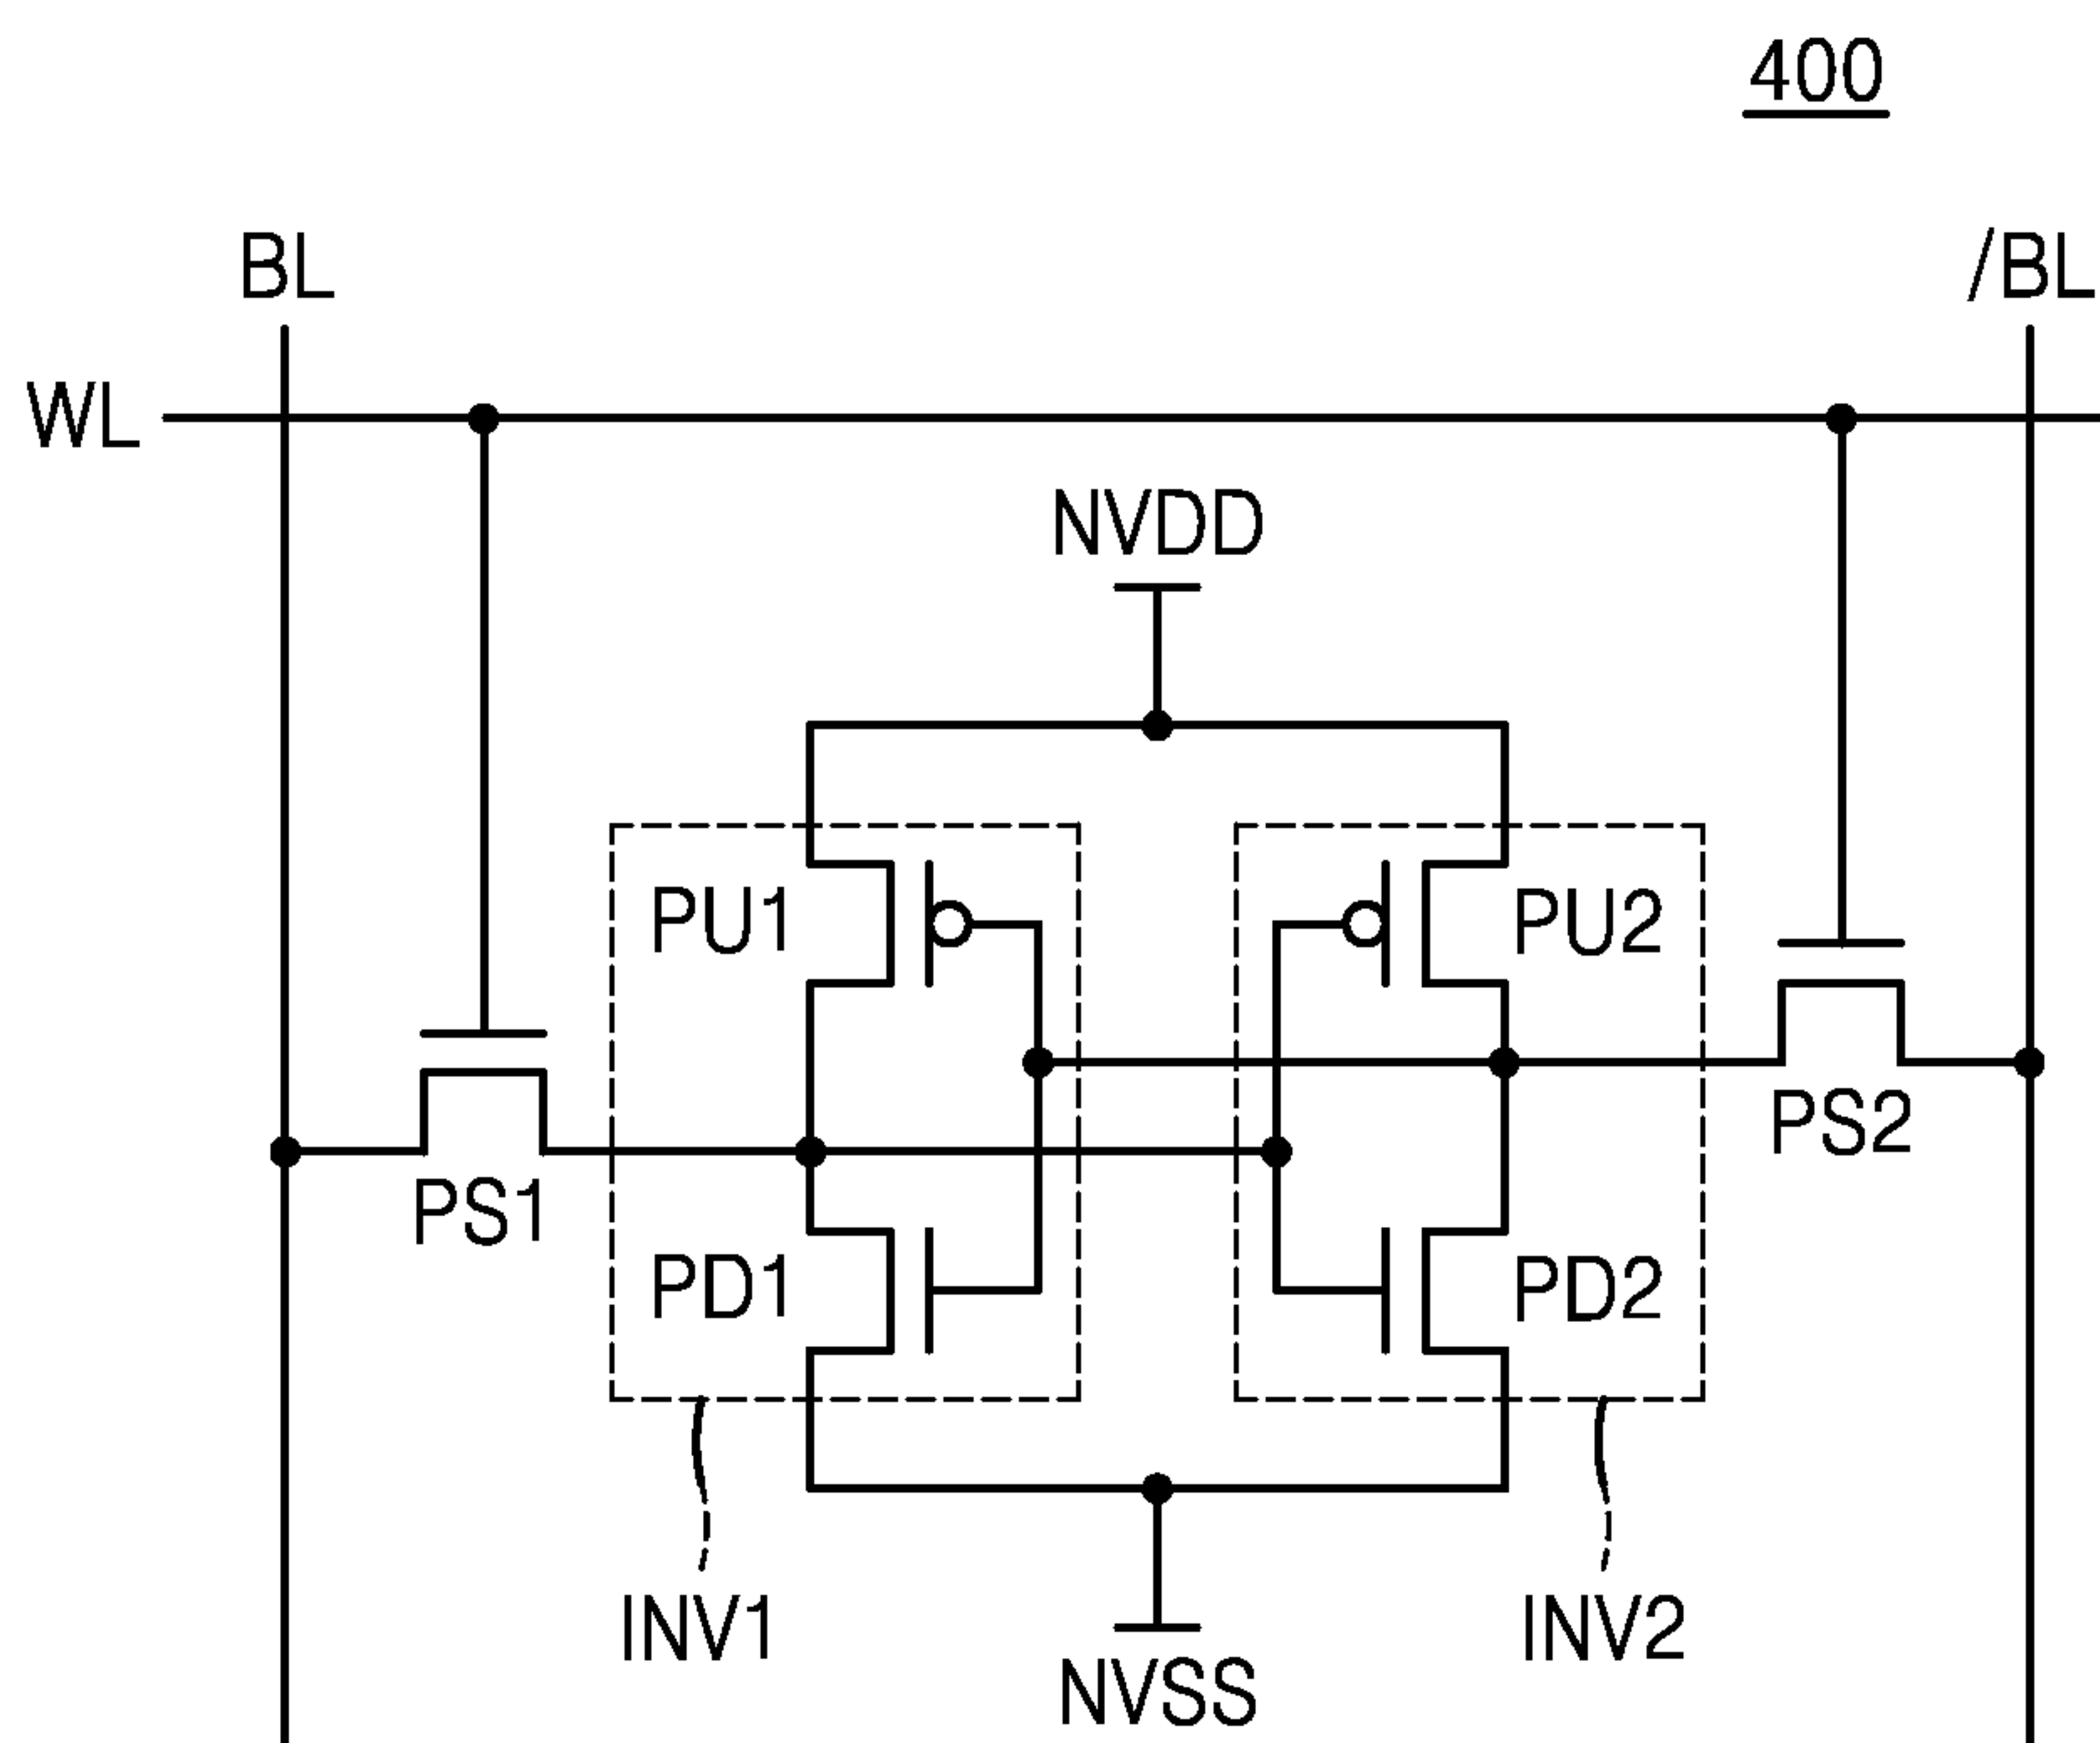 400
BL
/BL
WL
NVDD
PU1
PU2
PS2
PS1
PD1
PD2
INV1
INV2
NVSS